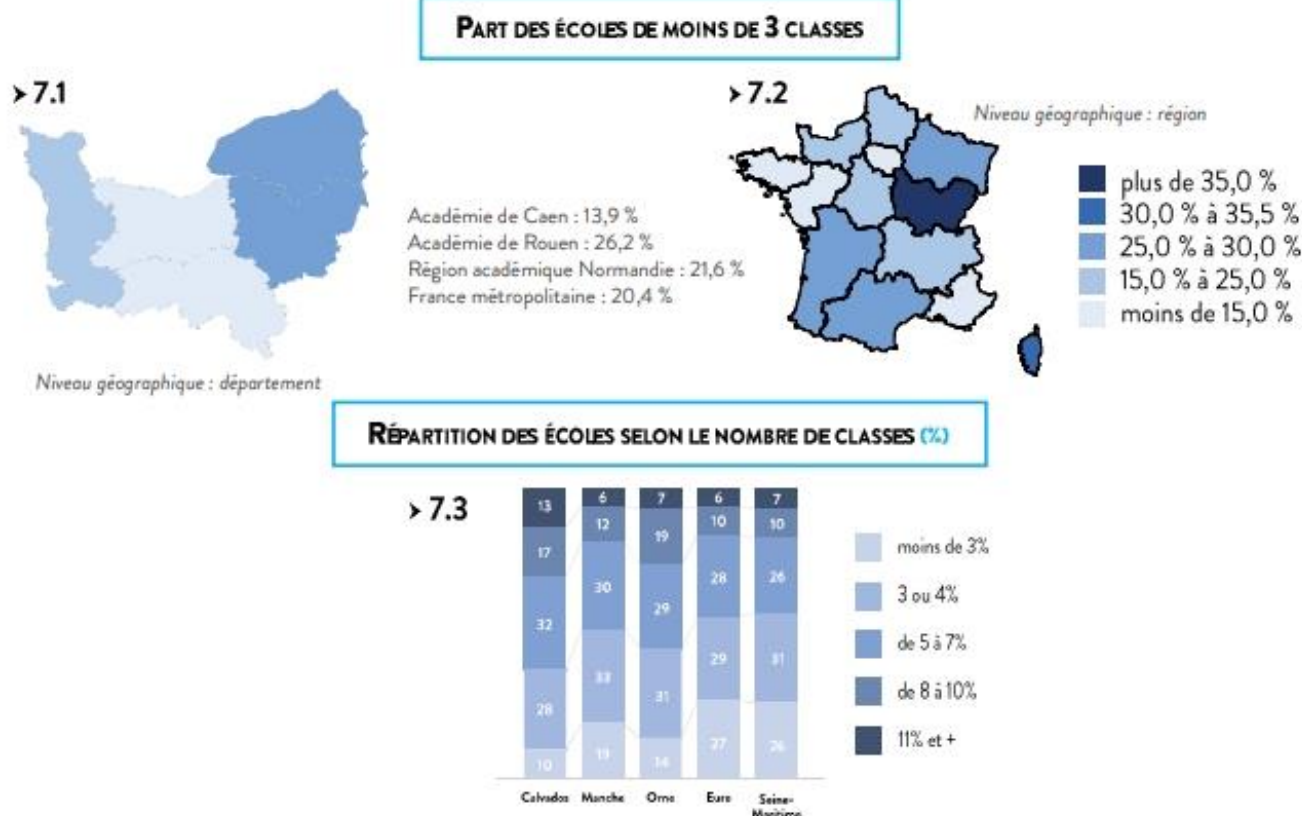 PART DES ÉCOLES DE MOINS DE 3 CLASSES
➤ 7.1
Académie de Caen : 13,9 %
Académie de Rouen : 26,2 %
Région académique Normandie : 21,6 %
France métropolitaine : 20,4 %
Niveau géographique : département
➤ 7.2
Niveau géographique : région
plus de 35,0 %
30,0 % à 35,5 %
25,0 % à 30,0 %
15,0 % à 25,0 %
moins de 15,0 %
RÉPARTITION DES ÉCOLES SELON LE NOMBRE DE CLASSES (%)
➤ 7.3
13 6 7 6 7
17 12 19 10 10
32 30 29 28 26
28 33 31 29 31
10 19 14 27 26
Calvados Manche Orne Eure Seine-
Maritime
moins de 3%
3 ou 4%
de 5 à 7%
de 8 à 10%
11% et +